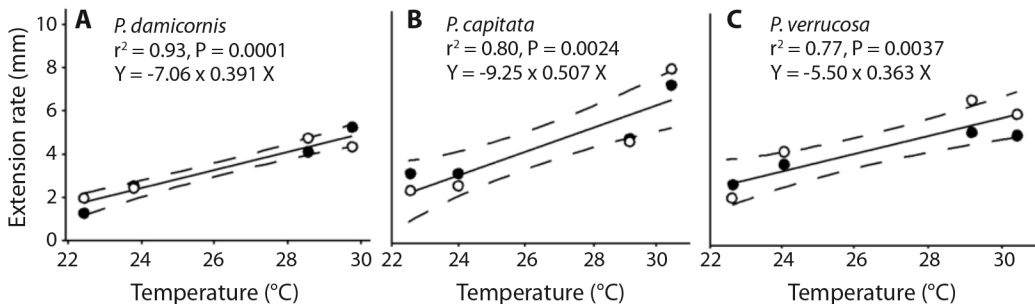 A
P. damicornis
r² = 0.93, P = 0.0001
Y = -7.06 x 0.391 X
B
P. capitata
r² = 0.80, P = 0.0024
Y = -9.25 x 0.507 X
C
P. verrucosa
r² = 0.77, P = 0.0037
Y = -5.50 x 0.363 X
Extension rate (mm)
10
8
6
4
2
0
22 24 26 28 30
22 24 26 28 30
22 24 26 28 30
Temperature (°C)
Temperature (°C)
Temperature (°C)